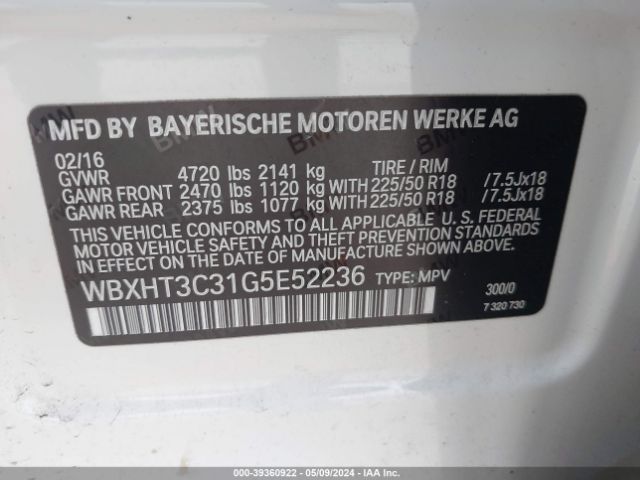 MFD BY BAYERISCHE MOTOREN WERKE AG
02/16
GVWR 4720 lbs 2141 kg TIRE / RIM
GAWR FRONT 2470 lbs 1120 kg WITH 225/50 R18 /7.5Jx18
GAWR REAR 2375 lbs 1077 kg WITH 225/50 R18 /7.5Jx18
THIS VEHICLE CONFORMS TO ALL APPLICABLE U. S. FEDERAL
MOTOR VEHICLE SAFETY, BUMPER, AND THEFT PREVENTION
STANDARDS IN EFFECT ON THE DATE OF MANUFACTURE SHOWN ABOVE.
WBXHT3C31G5E52236 TYPE: MPV
300/0
7 320 730
000-39360922 - 05/09/2024 - IAA Inc.